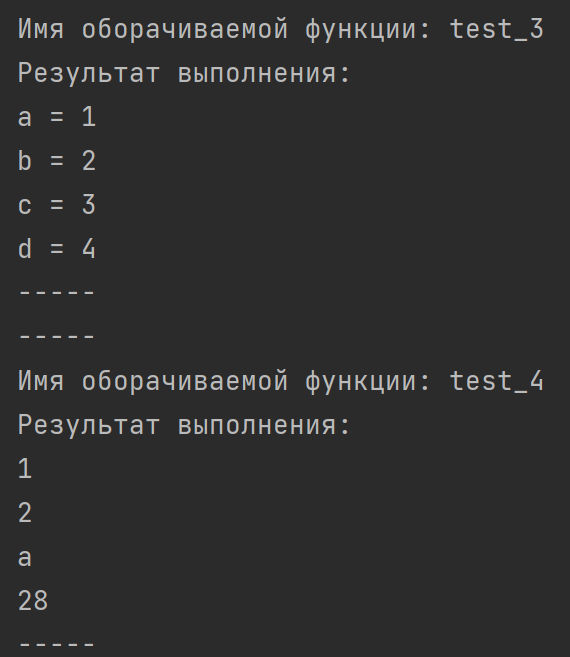 Имя оборачиваемой функции: test_3
Результат выполнения:
a = 1
b = 2
c = 3
d = 4
-----
-----
Имя оборачиваемой функции: test_4
Результат выполнения:
1
2
a
28
-----